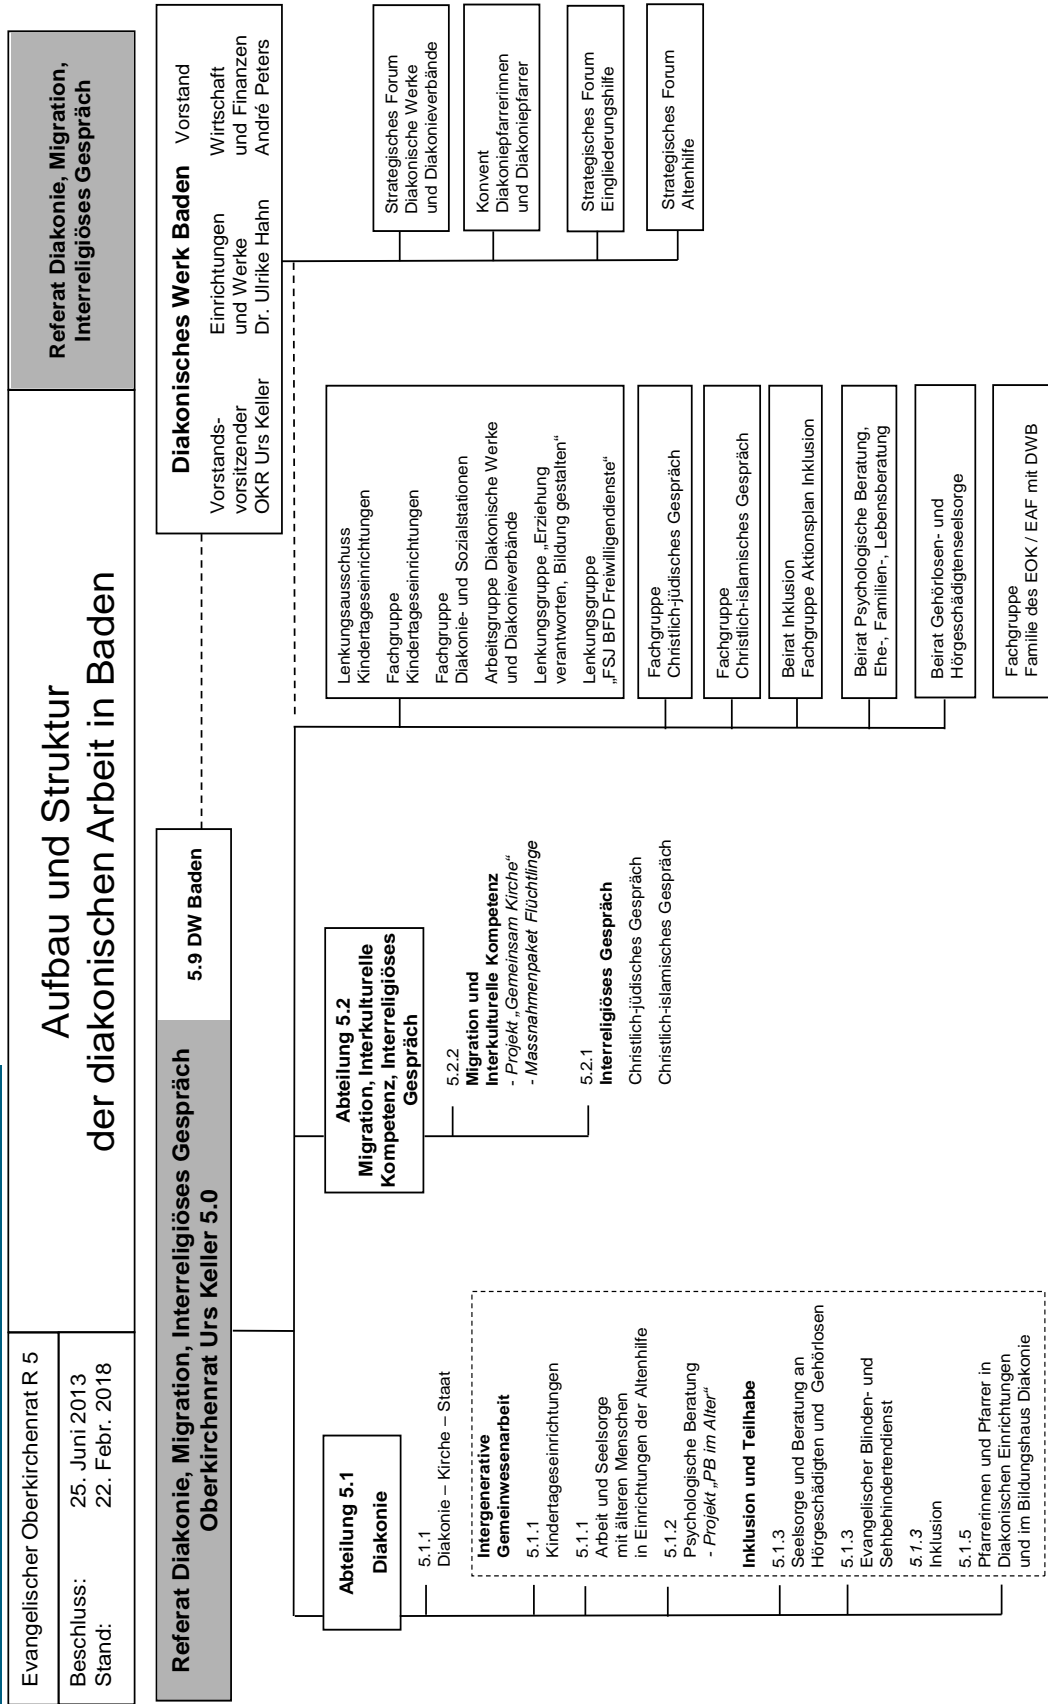 Evangelischer Oberkirchenrat R 5
Beschluss: 25. Juni 2013
Stand: 22. Febr. 2018
Aufbau und Struktur
der diakonischen Arbeit in Baden
Referat Diakonie, Migration,
Interreligiöses Gespräch
Referat Diakonie, Migration, Interreligiöses Gespräch
Oberkirchenrat Urs Keller 5.0
5.9 DW Baden
Diakonisches Werk Baden Vorstand
Vorstands-
vorsitzender
OKR Urs Keller
Einrichtungen
und Werke
Dr. Ulrike Hahn
Wirtschaft
und Finanzen
André Peters
Abteilung 5.1
Diakonie
5.1.1
Diakonie – Kirche – Staat
Intergenerative
Gemeinwesenarbeit
5.1.1
Kindertageseinrichtungen
5.1.1
Arbeit und Seelsorge
mit älteren Menschen
in Einrichtungen der Altenhilfe
5.1.2
Psychologische Beratung
- Projekt „PB im Alter“
Inklusion und Teilhabe
5.1.3
Seelsorge und Beratung an
Hörgeschädigten und Gehörlosen
5.1.3
Evangelischer Blinden- und
Sehbehindertendienst
5.1.3
Inklusion
5.1.5
Pfarrerinnen und Pfarrer in
Diakonischen Einrichtungen
und im Bildungshaus Diakonie
Abteilung 5.2
Migration, Interkulturelle
Kompetenz, Interreligiöses
Gespräch
5.2.2
Migration und
Interkulturelle Kompetenz
- Projekt „Gemeinsam Kirche“
- Massnahmenpaket Flüchtlinge
5.2.1
Interreligiöses Gespräch
Christlich-jüdisches Gespräch
Christlich-islamisches Gespräch
Lenkungsausschuss
Kindertageseinrichtungen
Fachgruppe
Kindertageseinrichtungen
Fachgruppe
Diakonie- und Sozialstationen
Arbeitsgruppe Diakonische Werke
und Diakonieverbände
Lenkungsgruppe „Erziehung
verantworten, Bildung gestalten“
Lenkungsgruppe
„FSJ BFD Freiwilligendienste“
Fachgruppe
Christlich-jüdisches Gespräch
Fachgruppe
Christlich-islamisches Gespräch
Beirat Inklusion
Fachgruppe Aktionsplan Inklusion
Beirat Psychologische Beratung,
Ehe-, Familien-, Lebensberatung
Beirat Gehörlosen- und
Hörgeschädigtenseelsorge
Fachgruppe
Familie des EOK / EAF mit DWB
Strategisches Forum
Diakonische Werke
und Diakonieverbände
Konvent
Diakoniepfarrerinnen
und Diakoniepfarrer
Strategisches Forum
Eingliederungshilfe
Strategisches Forum
Altenhilfe